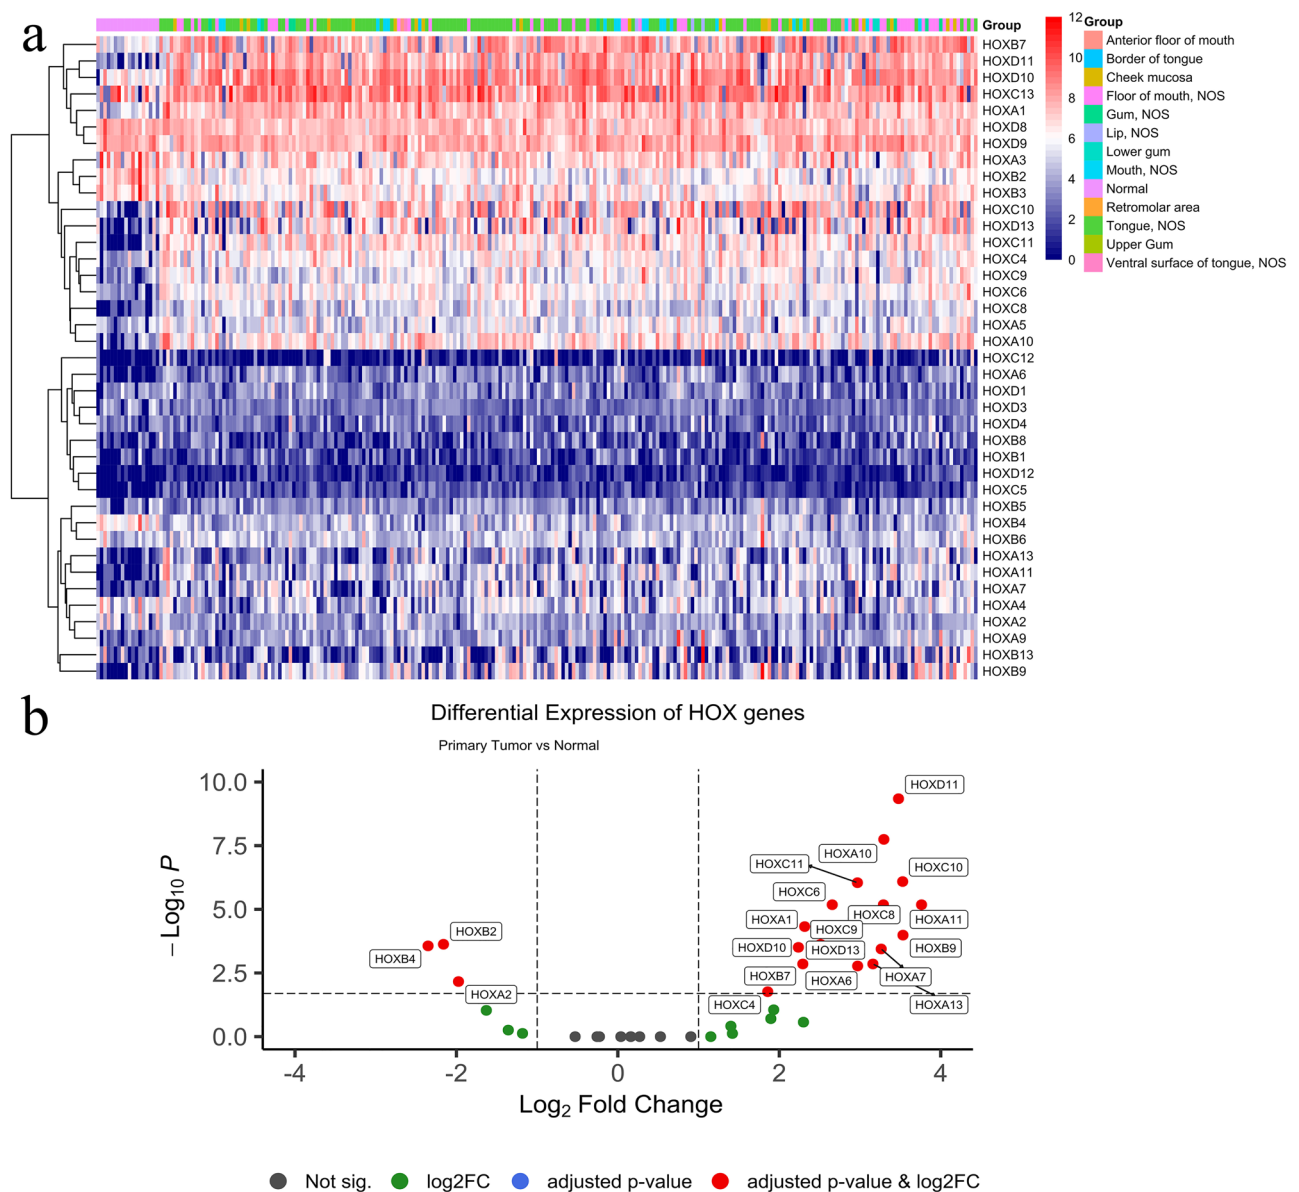 a
Group
HOXB7
HOXD11
HOXD10
HOXC13
HOXA1
HOXD8
HOXD9
HOXA3
HOXB2
HOXB3
HOXC10
HOXD13
HOXC11
HOXC4
HOXC9
HOXC6
HOXC8
HOXA5
HOXA10
HOXC12
HOXA6
HOXD1
HOXD3
HOXD4
HOXB8
HOXB1
HOXD12
HOXC5
HOXB5
HOXB4
HOXB6
HOXA13
HOXA11
HOXA7
HOXA4
HOXA2
HOXA9
HOXB13
HOXB9
12
10
8
6
4
2
0
Group
Anterior floor of mouth
Border of tongue
Cheek mucosa
Floor of mouth, NOS
Gum, NOS
Lip, NOS
Lower gum
Mouth, NOS
Normal
Retromolar area
Tongue, NOS
Upper Gum
Ventral surface of tongue, NOS
b
Differential Expression of HOX genes
Primary Tumor vs Normal
−Log10 P
10.0
7.5
5.0
2.5
0.0
HOXD11
HOXA10
HOXC11
HOXC10
HOXC6
HOXC8
HOXA11
HOXA1
HOXC9
HOXB2
HOXB4
HOXD10
HOXD13
HOXB9
HOXB7
HOXA6
HOXA7
HOXA2
HOXC4
HOXA13
-4 -2 0 2 4
Log2 Fold Change
Not sig. log2FC adjusted p-value adjusted p-value & log2FC